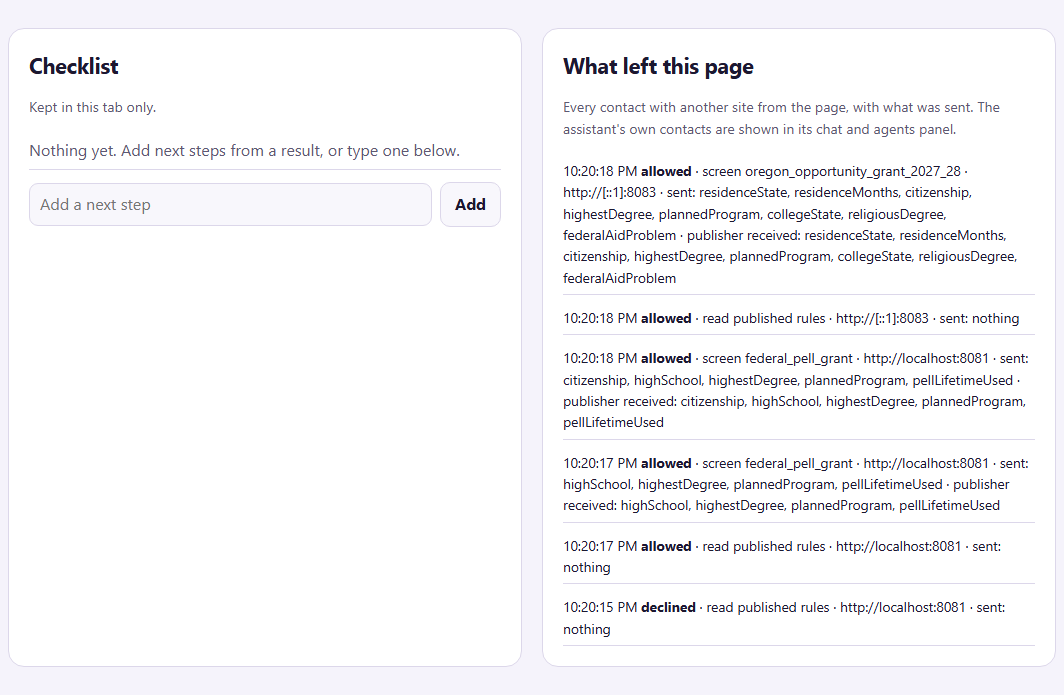 Checklist
Kept in this tab only.
Nothing yet. Add next steps from a result, or type one below.
Add a next step
Add
What left this page
Every contact with another site from the page, with what was sent. The
assistant's own contacts are shown in its chat and agents panel.
10:20:18 PM allowed · screen oregon_opportunity_grant_2027_28 ·
http://[::1]:8083 · sent: residenceState, residenceMonths, citizenship,
highestDegree, plannedProgram, collegeState, religiousDegree,
federalAidProblem · publisher received: residenceState, residenceMonths,
citizenship, highestDegree, plannedProgram, collegeState, religiousDegree,
federalAidProblem
10:20:18 PM allowed · read published rules · http://[::1]:8083 · sent: nothing
10:20:18 PM allowed · screen federal_pell_grant · http://localhost:8081 · sent:
citizenship, highSchool, highestDegree, plannedProgram, pellLifetimeUsed ·
publisher received: citizenship, highSchool, highestDegree, plannedProgram,
pellLifetimeUsed
10:20:17 PM allowed · screen federal_pell_grant · http://localhost:8081 · sent:
highSchool, highestDegree, plannedProgram, pellLifetimeUsed · publisher
received: highSchool, highestDegree, plannedProgram, pellLifetimeUsed
10:20:17 PM allowed · read published rules · http://localhost:8081 · sent:
nothing
10:20:15 PM declined · read published rules · http://localhost:8081 · sent:
nothing